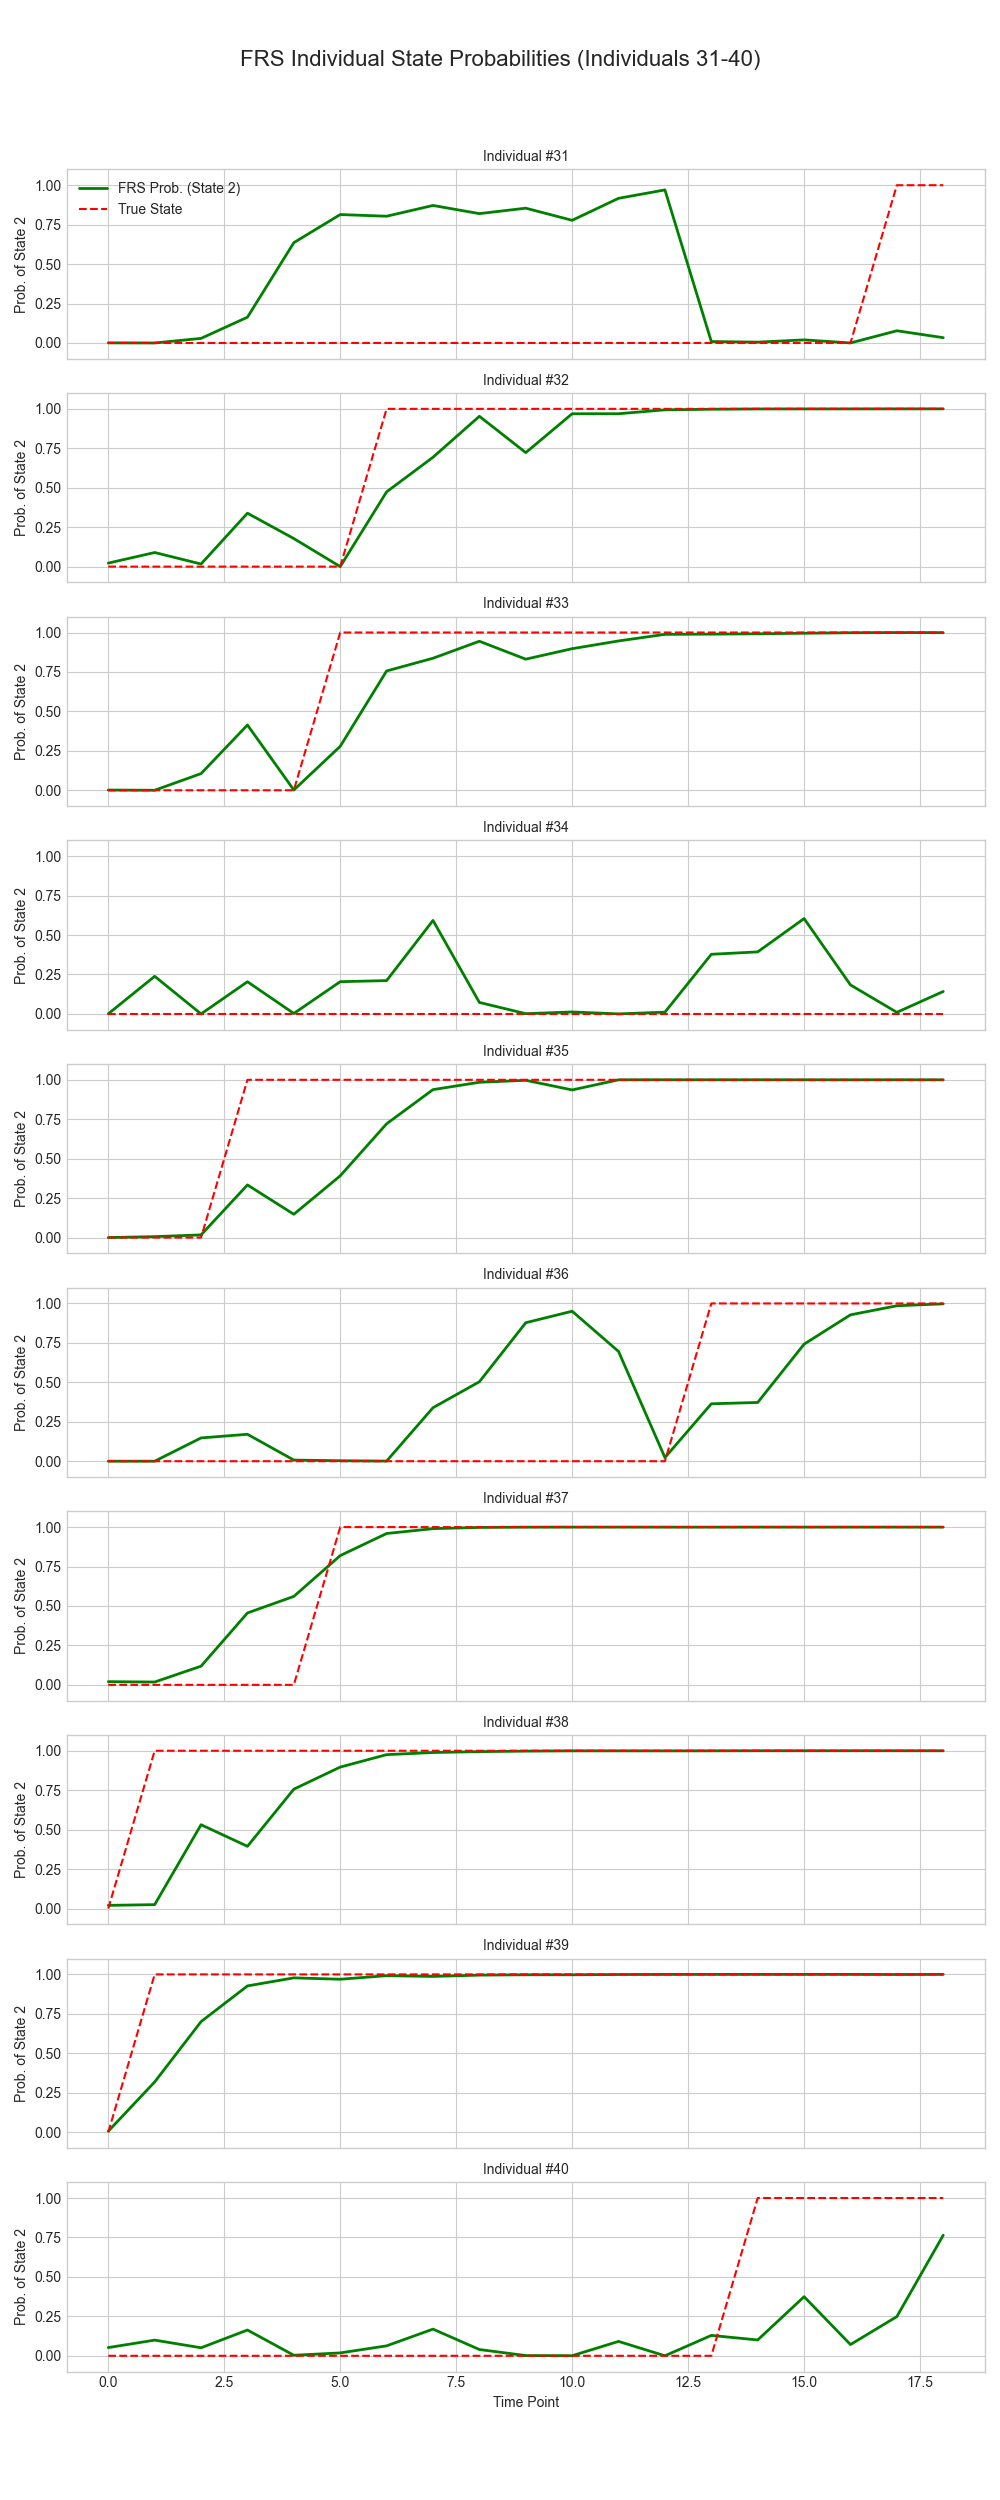 FRS Individual State Probabilities (Individuals 31-40)
Individual #31
FRS Prob. (State 2)
True State
1.00
0.75
0.50
0.25
0.00
Prob. of State 2
Individual #32
1.00
0.75
0.50
0.25
0.00
Prob. of State 2
Individual #33
1.00
0.75
0.50
0.25
0.00
Prob. of State 2
Individual #34
1.00
0.75
0.50
0.25
0.00
Prob. of State 2
Individual #35
1.00
0.75
0.50
0.25
0.00
Prob. of State 2
Individual #36
1.00
0.75
0.50
0.25
0.00
Prob. of State 2
Individual #37
1.00
0.75
0.50
0.25
0.00
Prob. of State 2
Individual #38
1.00
0.75
0.50
0.25
0.00
Prob. of State 2
Individual #39
1.00
0.75
0.50
0.25
0.00
Prob. of State 2
Individual #40
1.00
0.75
0.50
0.25
0.00
Prob. of State 2
0.0 2.5 5.0 7.5 10.0 12.5 15.0 17.5
Time Point